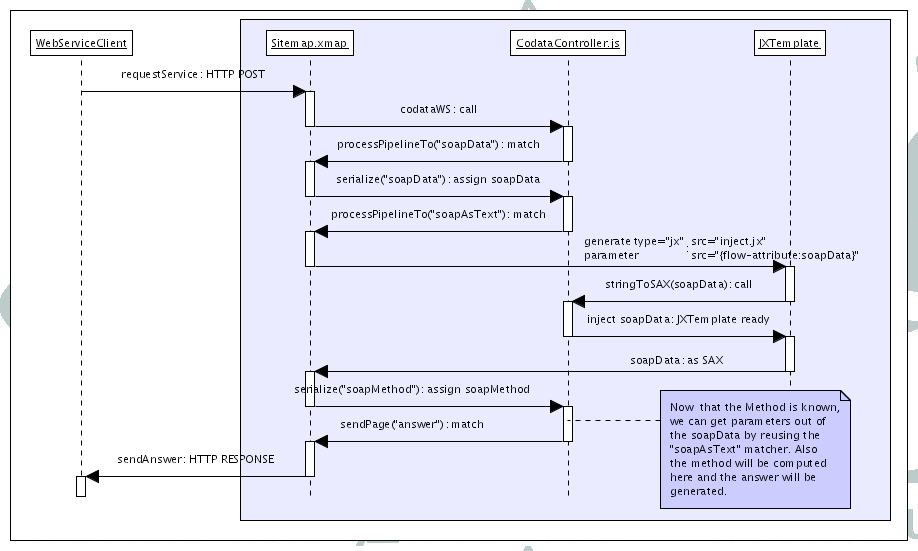 WebServiceClient
Sitemap.xmap
CodataController.js
JXTemplate
requestService: HTTP POST
codataWS: call
processPipelineTo("soapData"): match
serialize("soapData"): assign soapData
processPipelineTo("soapAsText"): match
generate type="jx" src="inject.jx"
parameter : src="{flow-attribute:soapData}"
stringToSAX(soapData): call
inject soapData: JXTemplate ready
soapData: as SAX
serialize("soapMethod"): assign soapMethod
sendPage("answer"): match
sendAnswer: HTTP RESPONSE
Now that the Method is known,
we can get parameters out of
the soapData by reusing the
"soapAsText" matcher. Also
the method will be computed
here and the answer will be
generated.